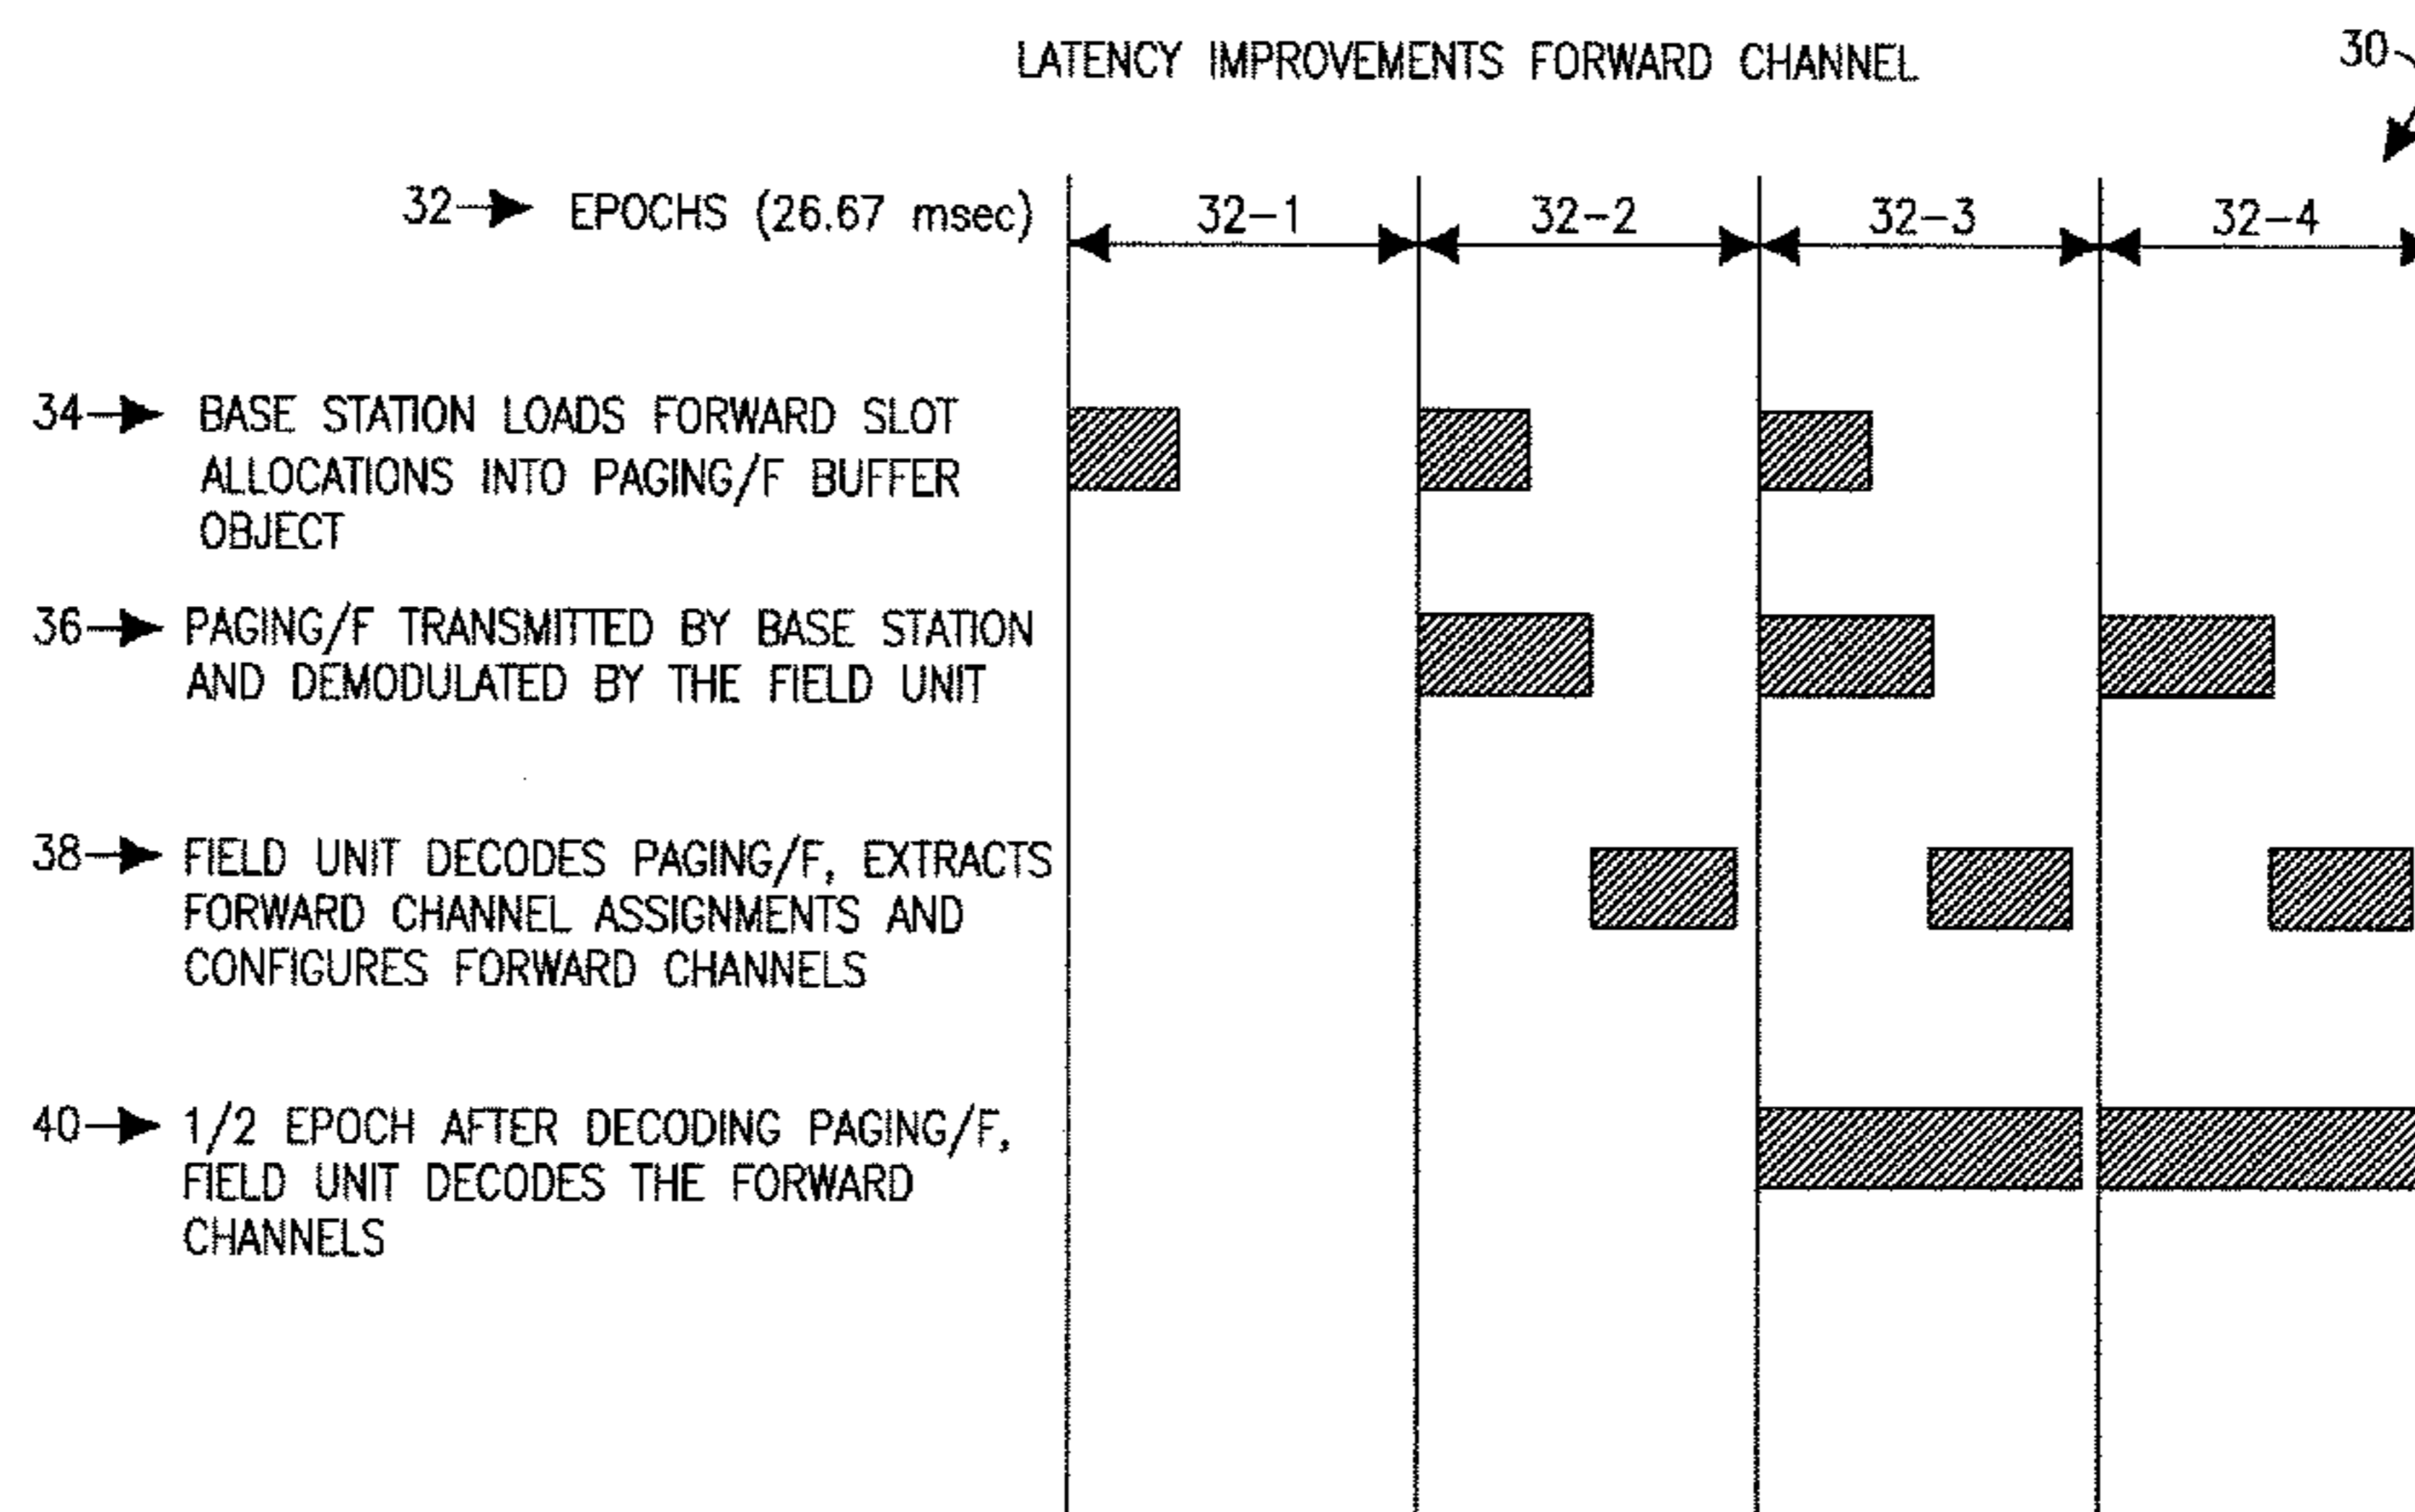 LATENCY IMPROVEMENTS FORWARD CHANNEL
30
32 EPOCHS (26.67 msec)
32-1 32-2 32-3 32-4
34 BASE STATION LOADS FORWARD SLOT
ALLOCATIONS INTO PAGING/F BUFFER
OBJECT
36 PAGING/F TRANSMITTED BY BASE STATION
AND DEMODULATED BY THE FIELD UNIT
38 FIELD UNIT DECODES PAGING/F, EXTRACTS
FORWARD CHANNEL ASSIGNMENTS AND
CONFIGURES FORWARD CHANNELS
40 1/2 EPOCH AFTER DECODING PAGING/F,
FIELD UNIT DECODES THE FORWARD
CHANNELS